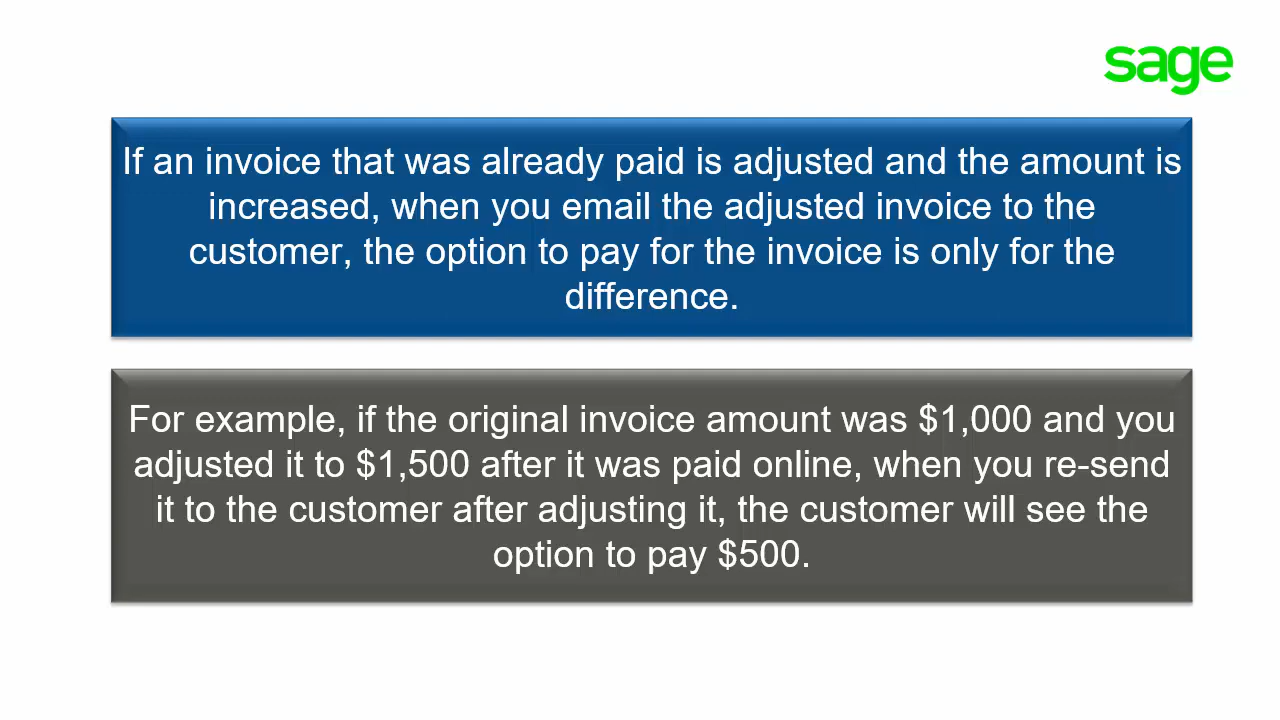 sage
If an invoice that was already paid is adjusted and the amount is
increased, when you email the adjusted invoice to the
customer, the option to pay for the invoice is only for the
difference.
For example, if the original invoice amount was $1,000 and you
adjusted it to $1,500 after it was paid online, when you re-send
it to the customer after adjusting it, the customer will see the
option to pay $500.